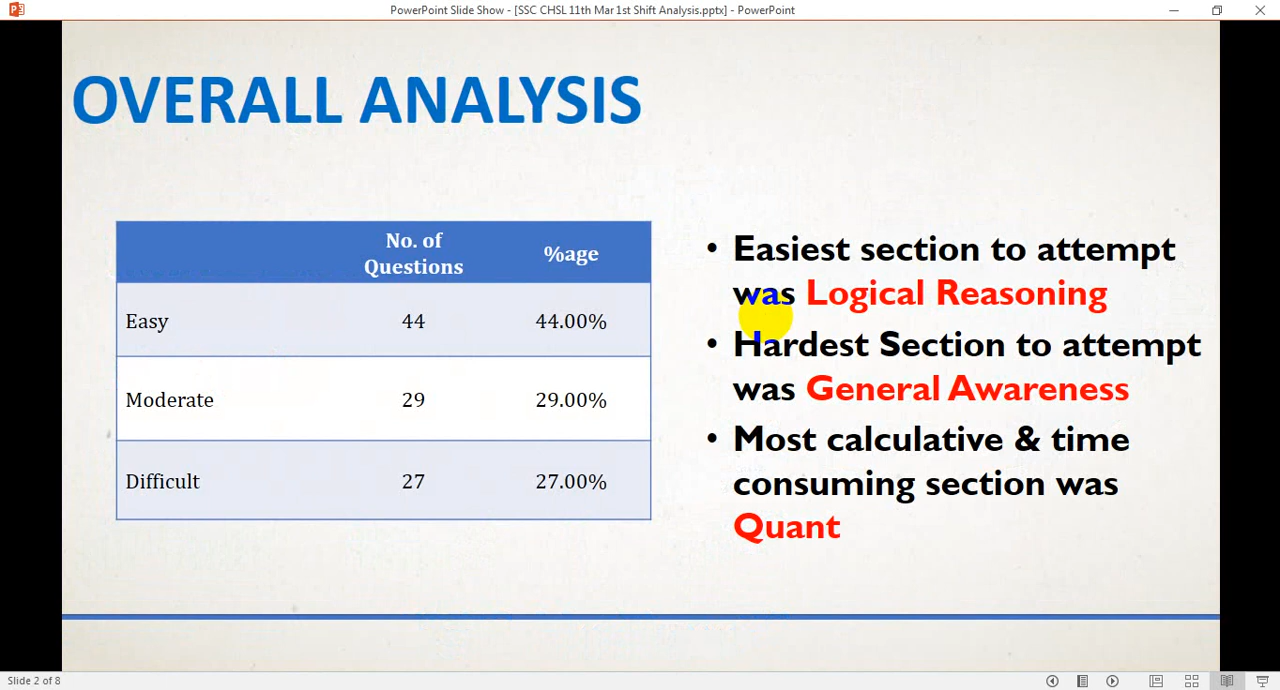 PowerPoint Slide Show - [SSC CHSL 11th Mar 1st Shift Analysis.pptx] - PowerPoint
OVERALL ANALYSIS
No. of
Questions
%age
Easy 44 44.00%
Moderate 29 29.00%
Difficult 27 27.00%
• Easiest section to attempt
was Logical Reasoning
• Hardest Section to attempt
was General Awareness
• Most calculative & time
consuming section was
Quant
Slide 2 of 8